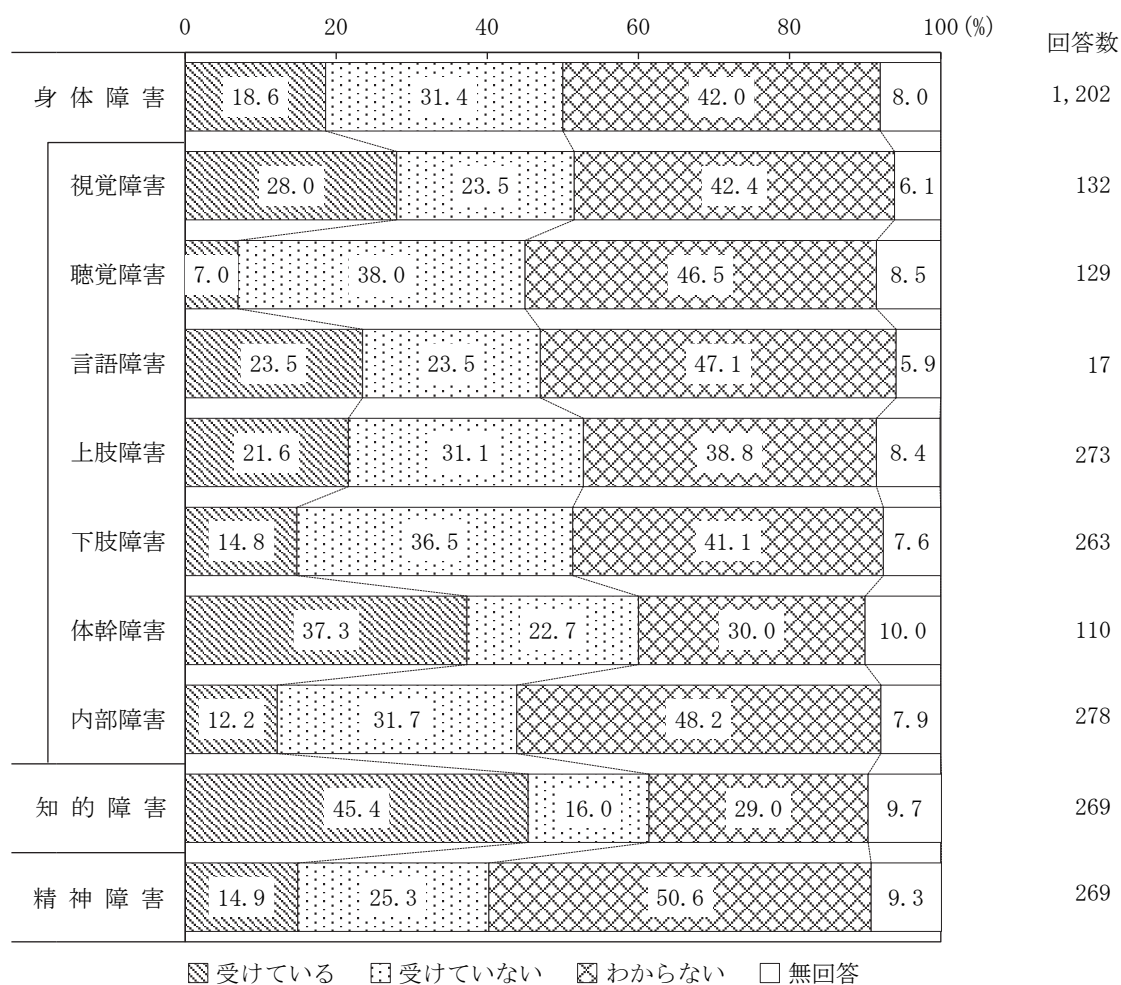 0 20 40 60 80 100 (%) 回答数
身体障害 18.6 31.4 42.0 8.0 1,202
視覚障害 28.0 23.5 42.4 6.1 132
聴覚障害 7.0 38.0 46.5 8.5 129
言語障害 23.5 23.5 47.1 5.9 17
上肢障害 21.6 31.1 38.8 8.4 273
下肢障害 14.8 36.5 41.1 7.6 263
体幹障害 37.3 22.7 30.0 10.0 110
内部障害 12.2 31.7 48.2 7.9 278
知的障害 45.4 16.0 29.0 9.7 269
精神障害 14.9 25.3 50.6 9.3 269
受けている 受けていない わからない 無回答